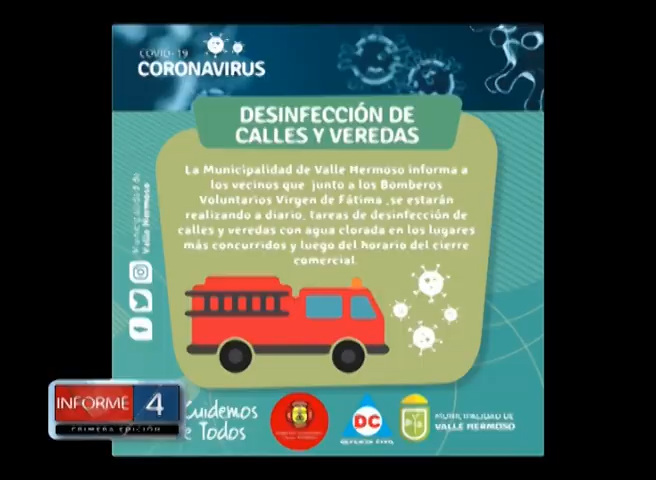 COVID-19
CORONAVIRUS
DESINFECCIÓN DE
CALLES Y VEREDAS
La Municipalidad de Valle Hermoso informa a
los vecinos que junto a los Bomberos
Voluntarios Virgen de Fátima ,se estarán
realizando a diario, tareas de desinfección de
calles y veredas con agua clorada en los lugares
más concurridos y luego del horario del cierre
comercial.
Municipalidad de
Valle Hermoso
INFORME 4
PRIMERA EDICIÓN
Cuidemos
de Todos
DC
DEFENSA CIVIL
MUNICIPALIDAD DE
VALLE HERMOSO